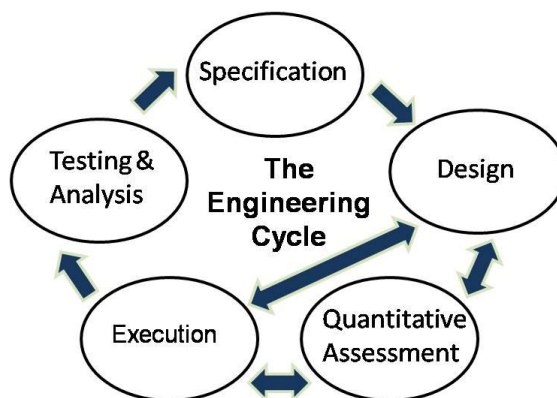 Specification
Testing &
Analysis
The
Engineering
Cycle
Design
Execution
Quantitative
Assessment